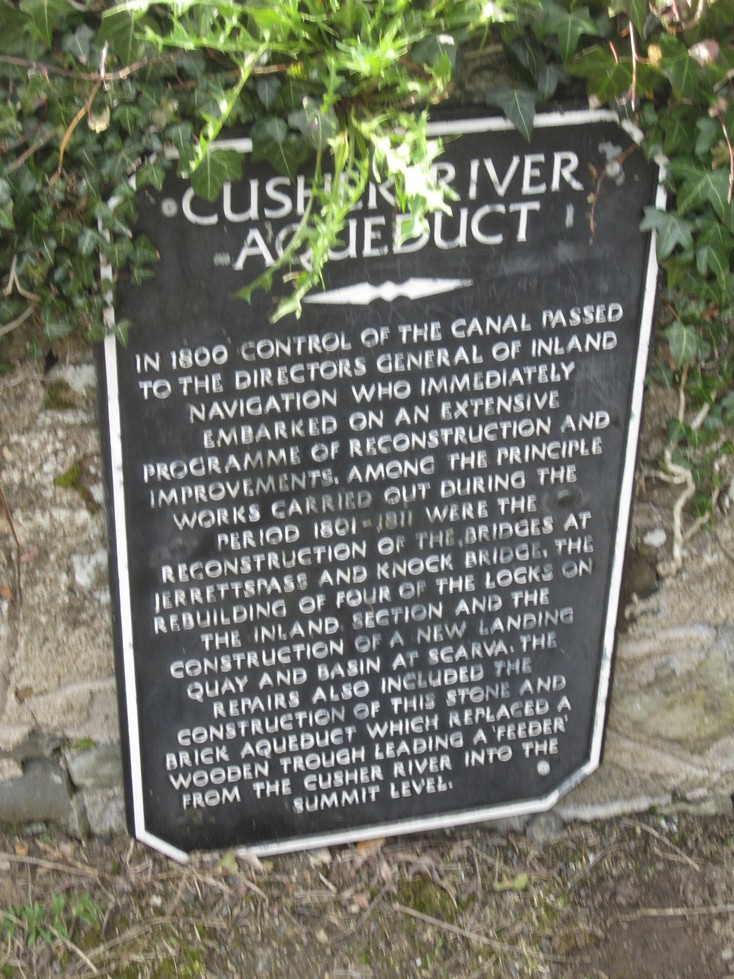 CUSHER RIVER
AQUEDUCT
IN 1800 CONTROL OF THE CANAL PASSED
TO THE DIRECTORS GENERAL OF INLAND
NAVIGATION WHO IMMEDIATELY
EMBARKED ON AN EXTENSIVE
PROGRAMME OF RECONSTRUCTION AND
IMPROVEMENTS. AMONG THE PRINCIPLE
WORKS CARRIED OUT DURING THE
PERIOD 1801-1811 WERE THE
RECONSTRUCTION OF THE BRIDGES AT
JERRETTSPASS AND KNOCK BRIDGE. THE
REBUILDING OF FOUR OF THE LOCKS ON
THE INLAND SECTION AND THE
CONSTRUCTION OF A NEW LANDING
QUAY AND BASIN AT SCARVA. THE
REPAIRS ALSO INCLUDED THE
CONSTRUCTION OF THIS STONE AND
BRICK AQUEDUCT WHICH REPLACED A
WOODEN TROUGH LEADING A 'FEEDER'
FROM THE CUSHER RIVER INTO THE
SUMMIT LEVEL.